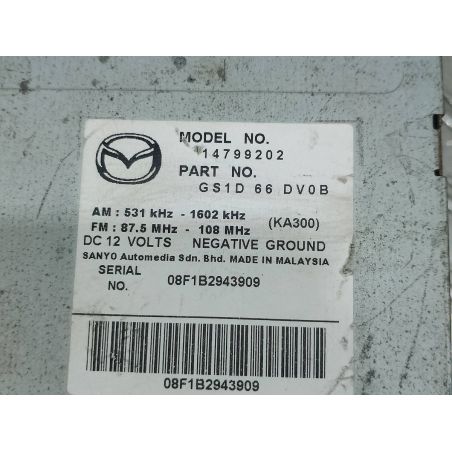 MODEL NO.
14799202
PART NO.
GS1D 66 DV0B
AM : 531 kHz - 1602 kHz
(KA300)
FM : 87.5 MHz - 108 MHz
DC 12 VOLTS NEGATIVE GROUND
SANYO Automedia Sdn. Bhd. MADE IN MALAYSIA
SERIAL NO. 08F1B2943909
08F1B2943909